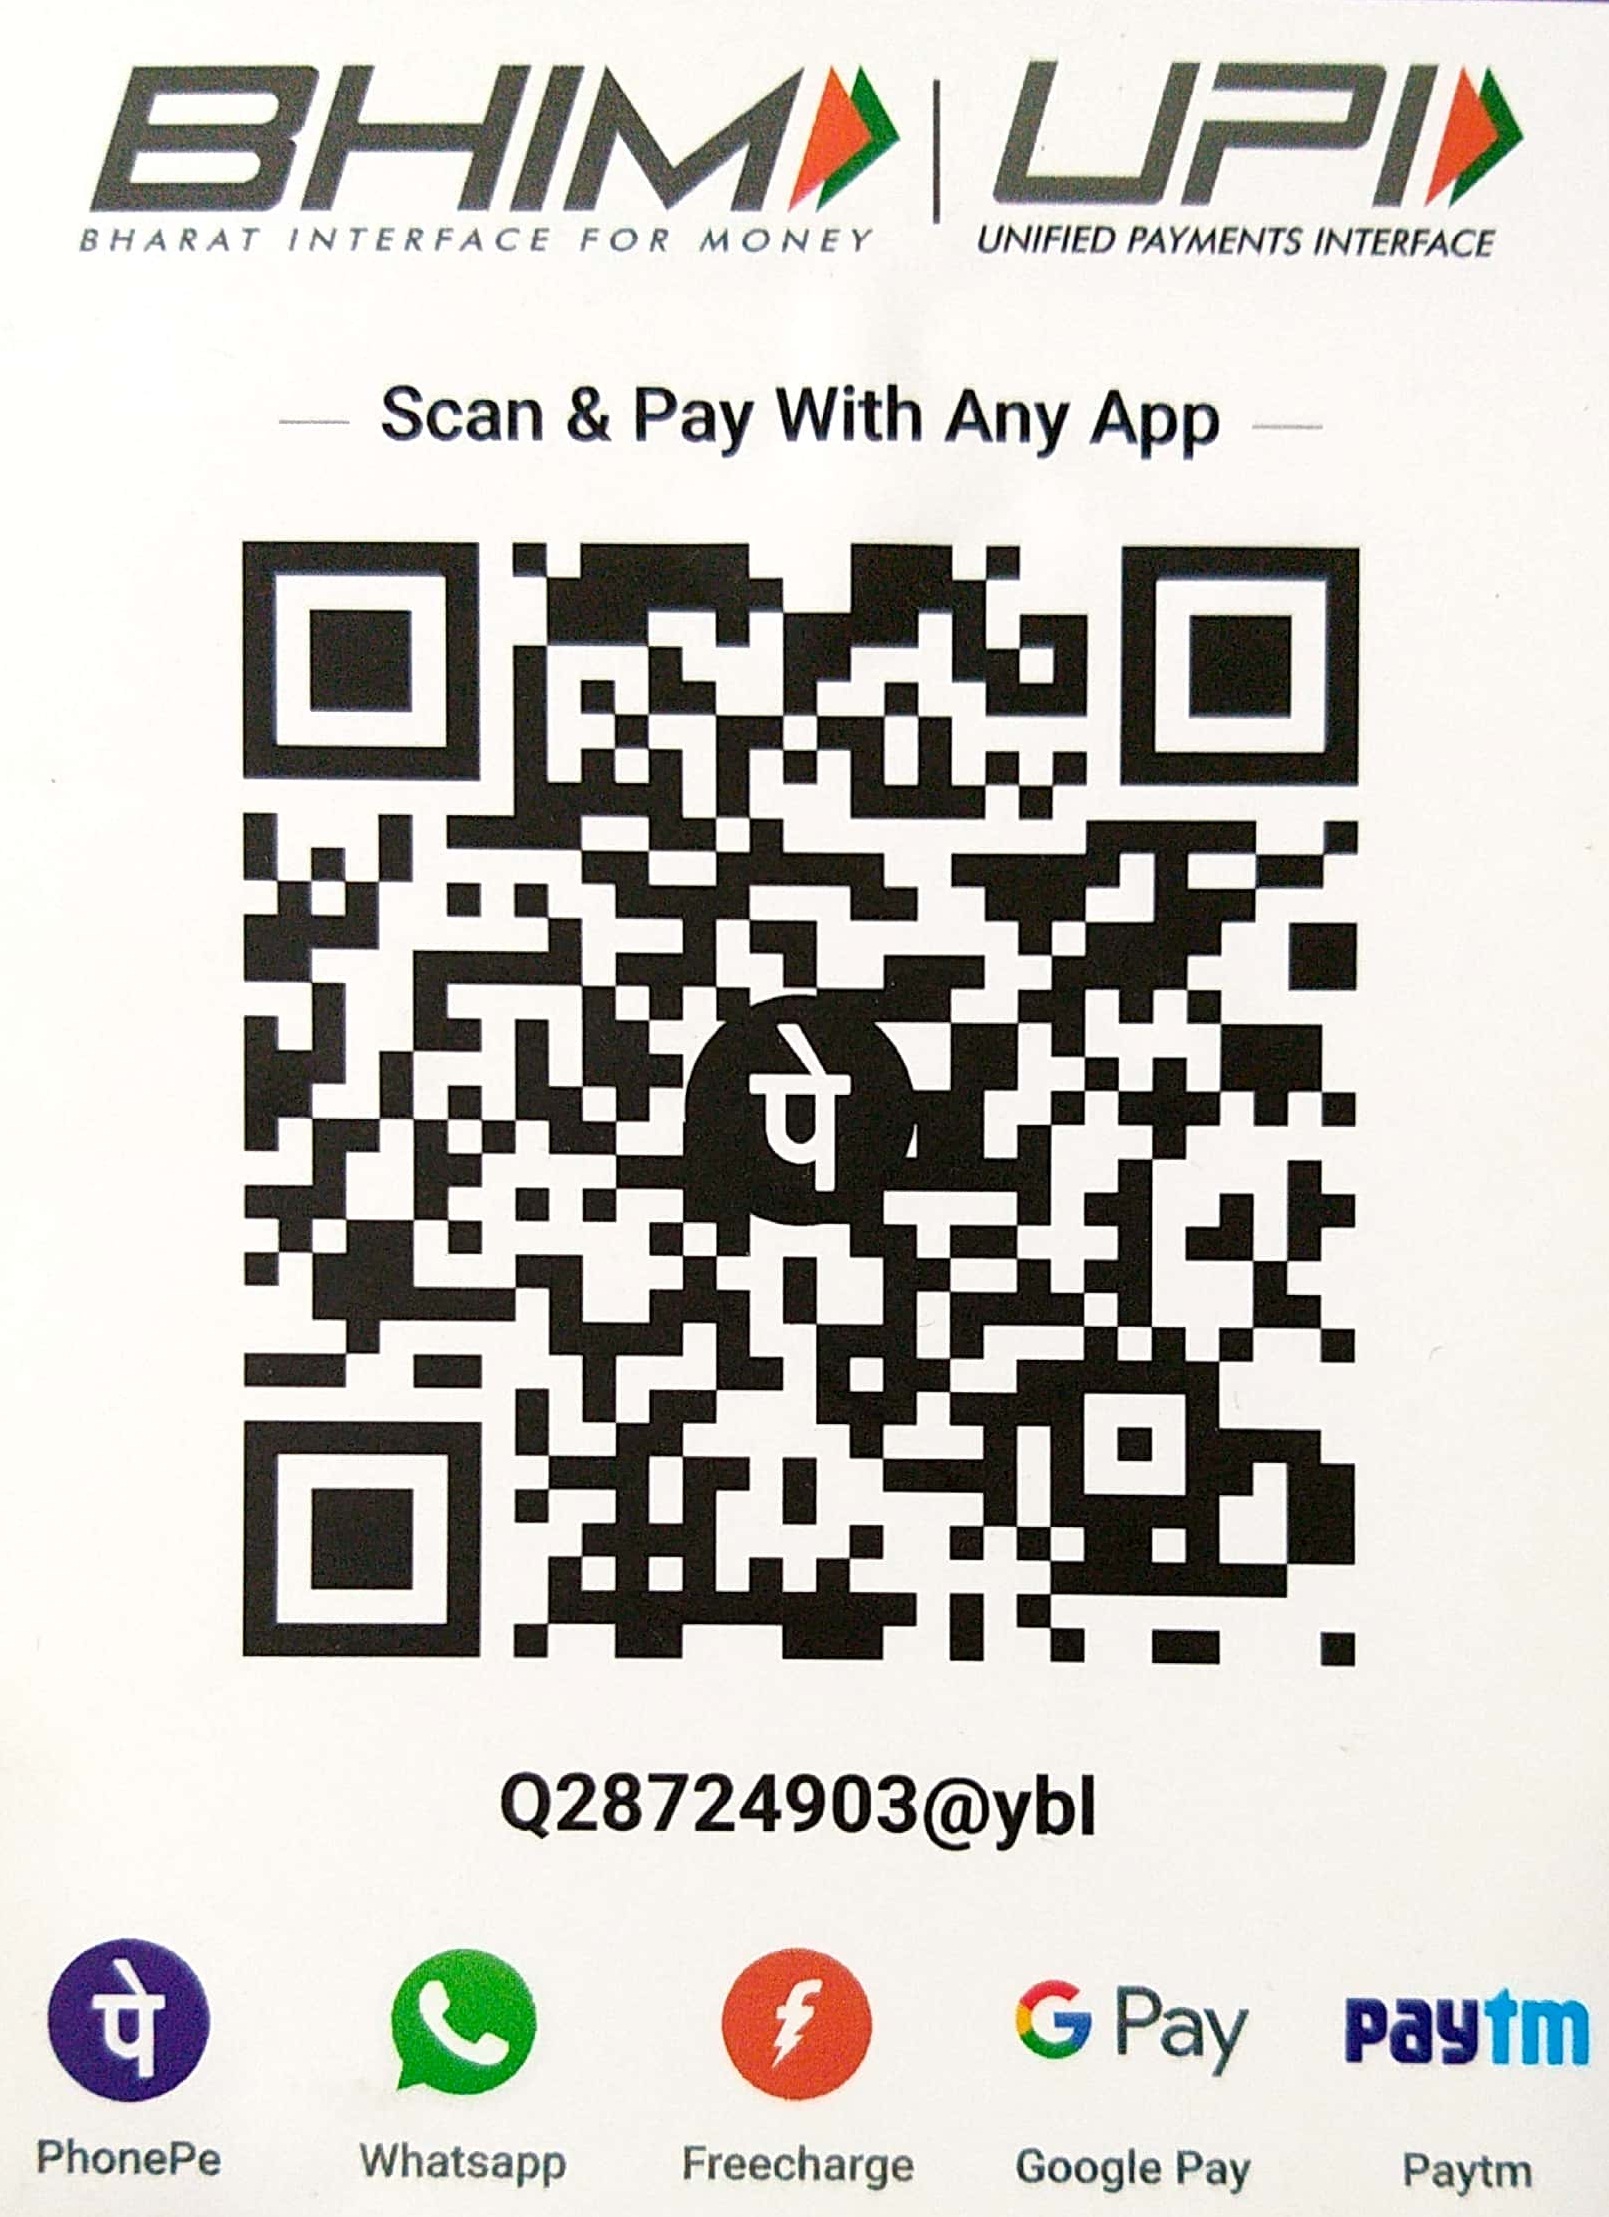 BHIM | UPI
BHARAT INTERFACE FOR MONEY UNIFIED PAYMENTS INTERFACE
Scan & Pay With Any App
पे
Q28724903@ybl
पे G Pay paytm
PhonePe Whatsapp Freecharge Google Pay Paytm